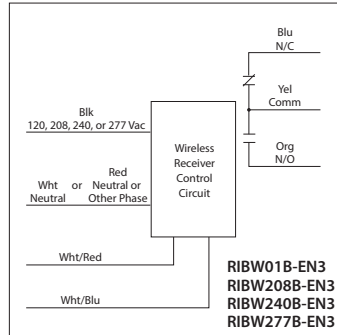 Blu
N/C
Yel
Comm
Org
N/O
Blk
120, 208, 240, or 277 Vac
Wireless
Receiver
Control
Circuit
Red
Wht or Neutral or
Neutral Other Phase
Wht/Red
Wht/Blu
RIBW01B-EN3
RIBW208B-EN3
RIBW240B-EN3
RIBW277B-EN3